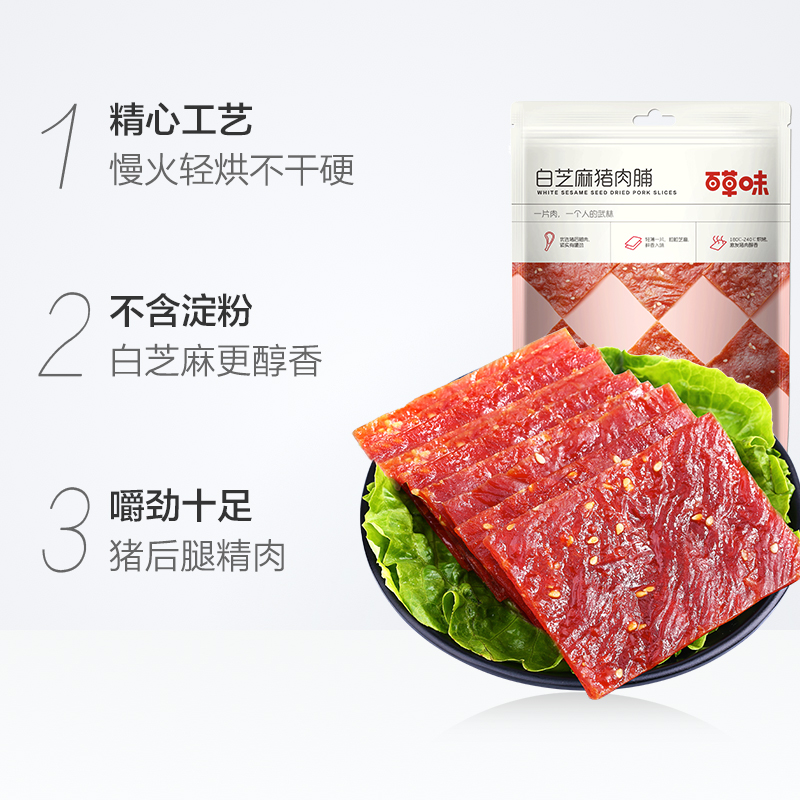 1
精心工艺
慢火轻烘不干硬
2
不含淀粉
白芝麻更醇香
3
嚼劲十足
猪后腿精肉
白芝麻猪肉脯
WHITE SESAME SEED DRIED PORK SLICES
百草味
一片肉，一个人的武林